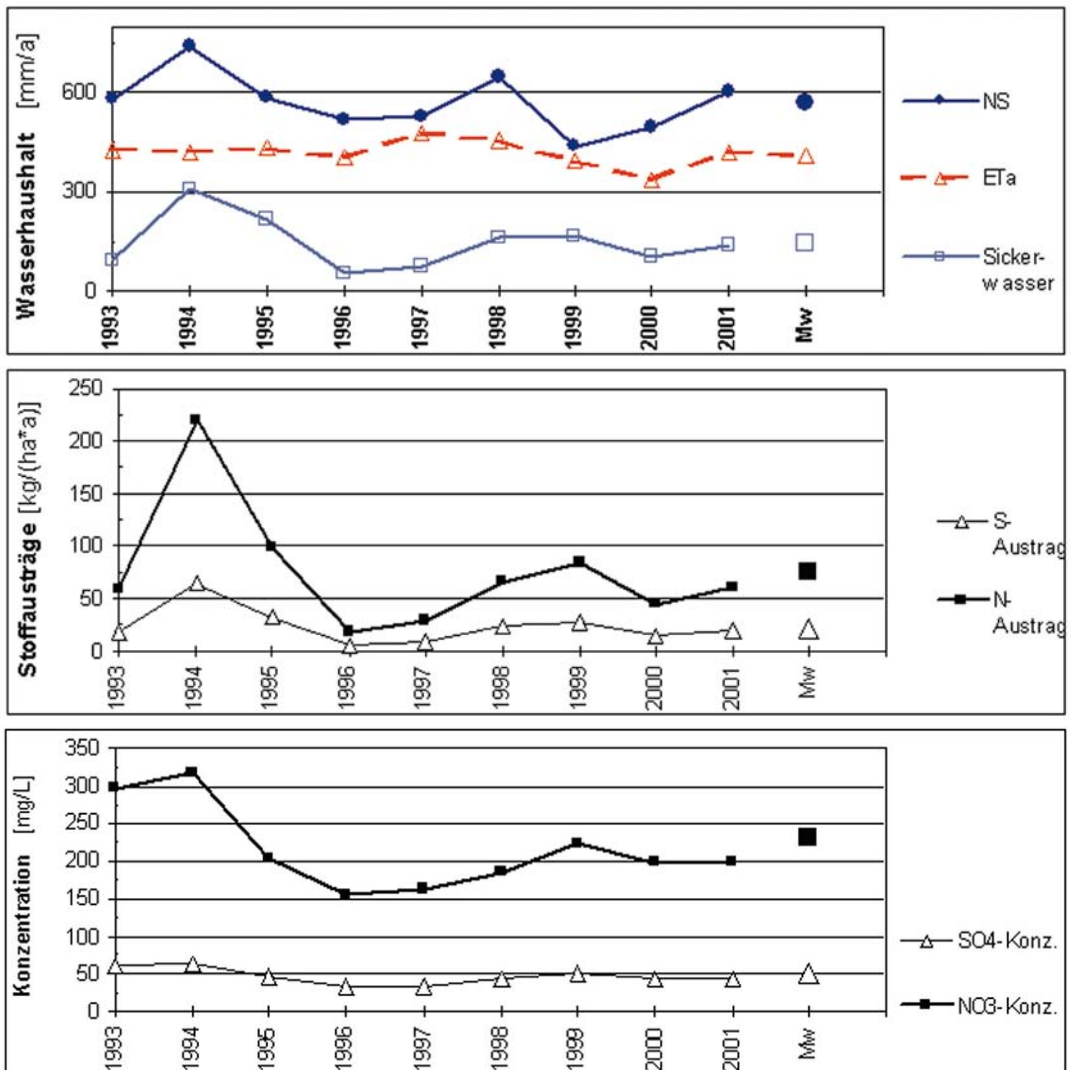 Wasserhaushalt [mm/a]
600
300
0
1993 1994 1995 1996 1997 1998 1999 2000 2001 Mw
NS
ETa
Sicker-
wasser
Stoffausträge [kg/(ha*a)]
250
200
150
100
50
0
1993 1994 1995 1996 1997 1998 1999 2000 2001 Mw
S-
Austrag
N-
Austrag
Konzentration [mg/L]
350
300
250
200
150
100
50
0
1993 1994 1995 1996 1997 1998 1999 2000 2001 Mw
SO4-Konz.
NO3-Konz.